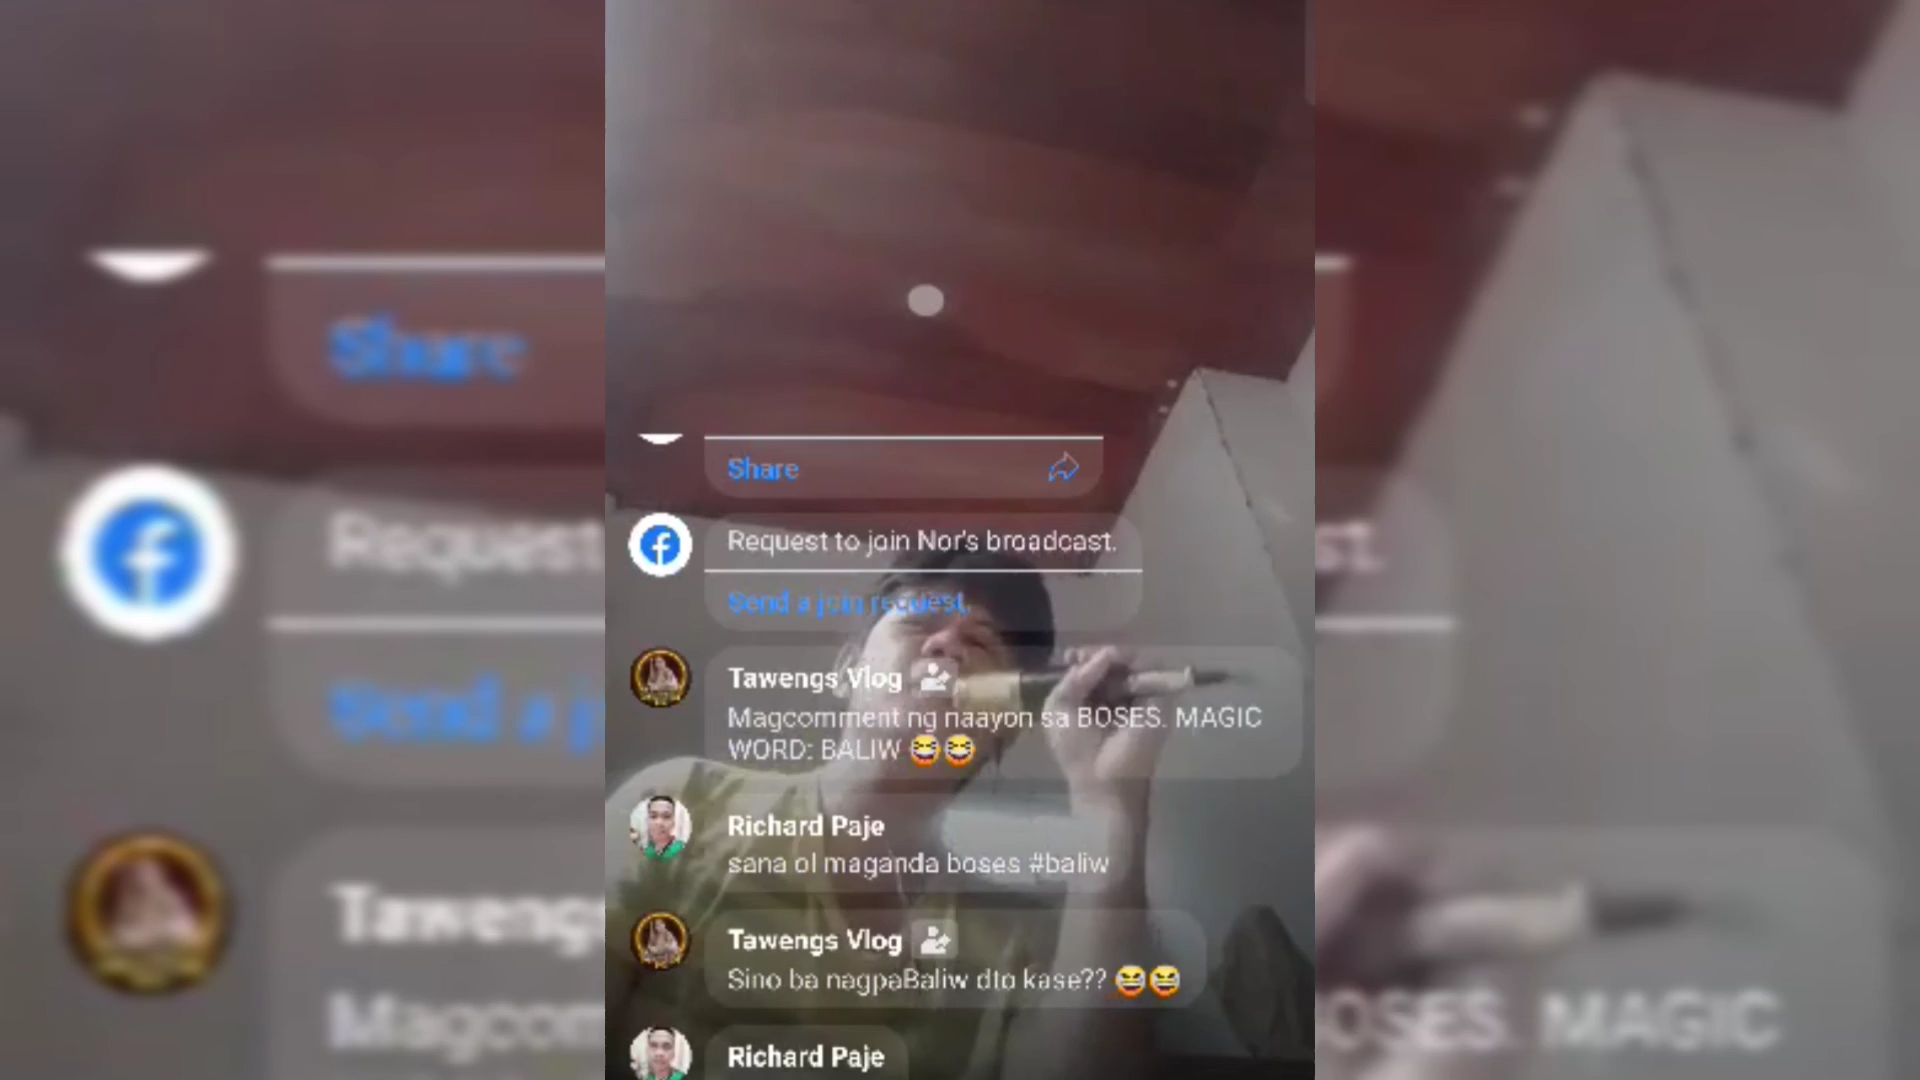 Share
Request to join Nor's broadcast.
Send a join request.
Tawengs Vlog
Magcomment ng naayon sa BOSES. MAGIC
WORD: BALIW 😆😆
Richard Paje
sana ol maganda boses #baliw
Tawengs Vlog
Sino ba nagpaBaliw dto kase?? 😆😆
Richard Paje